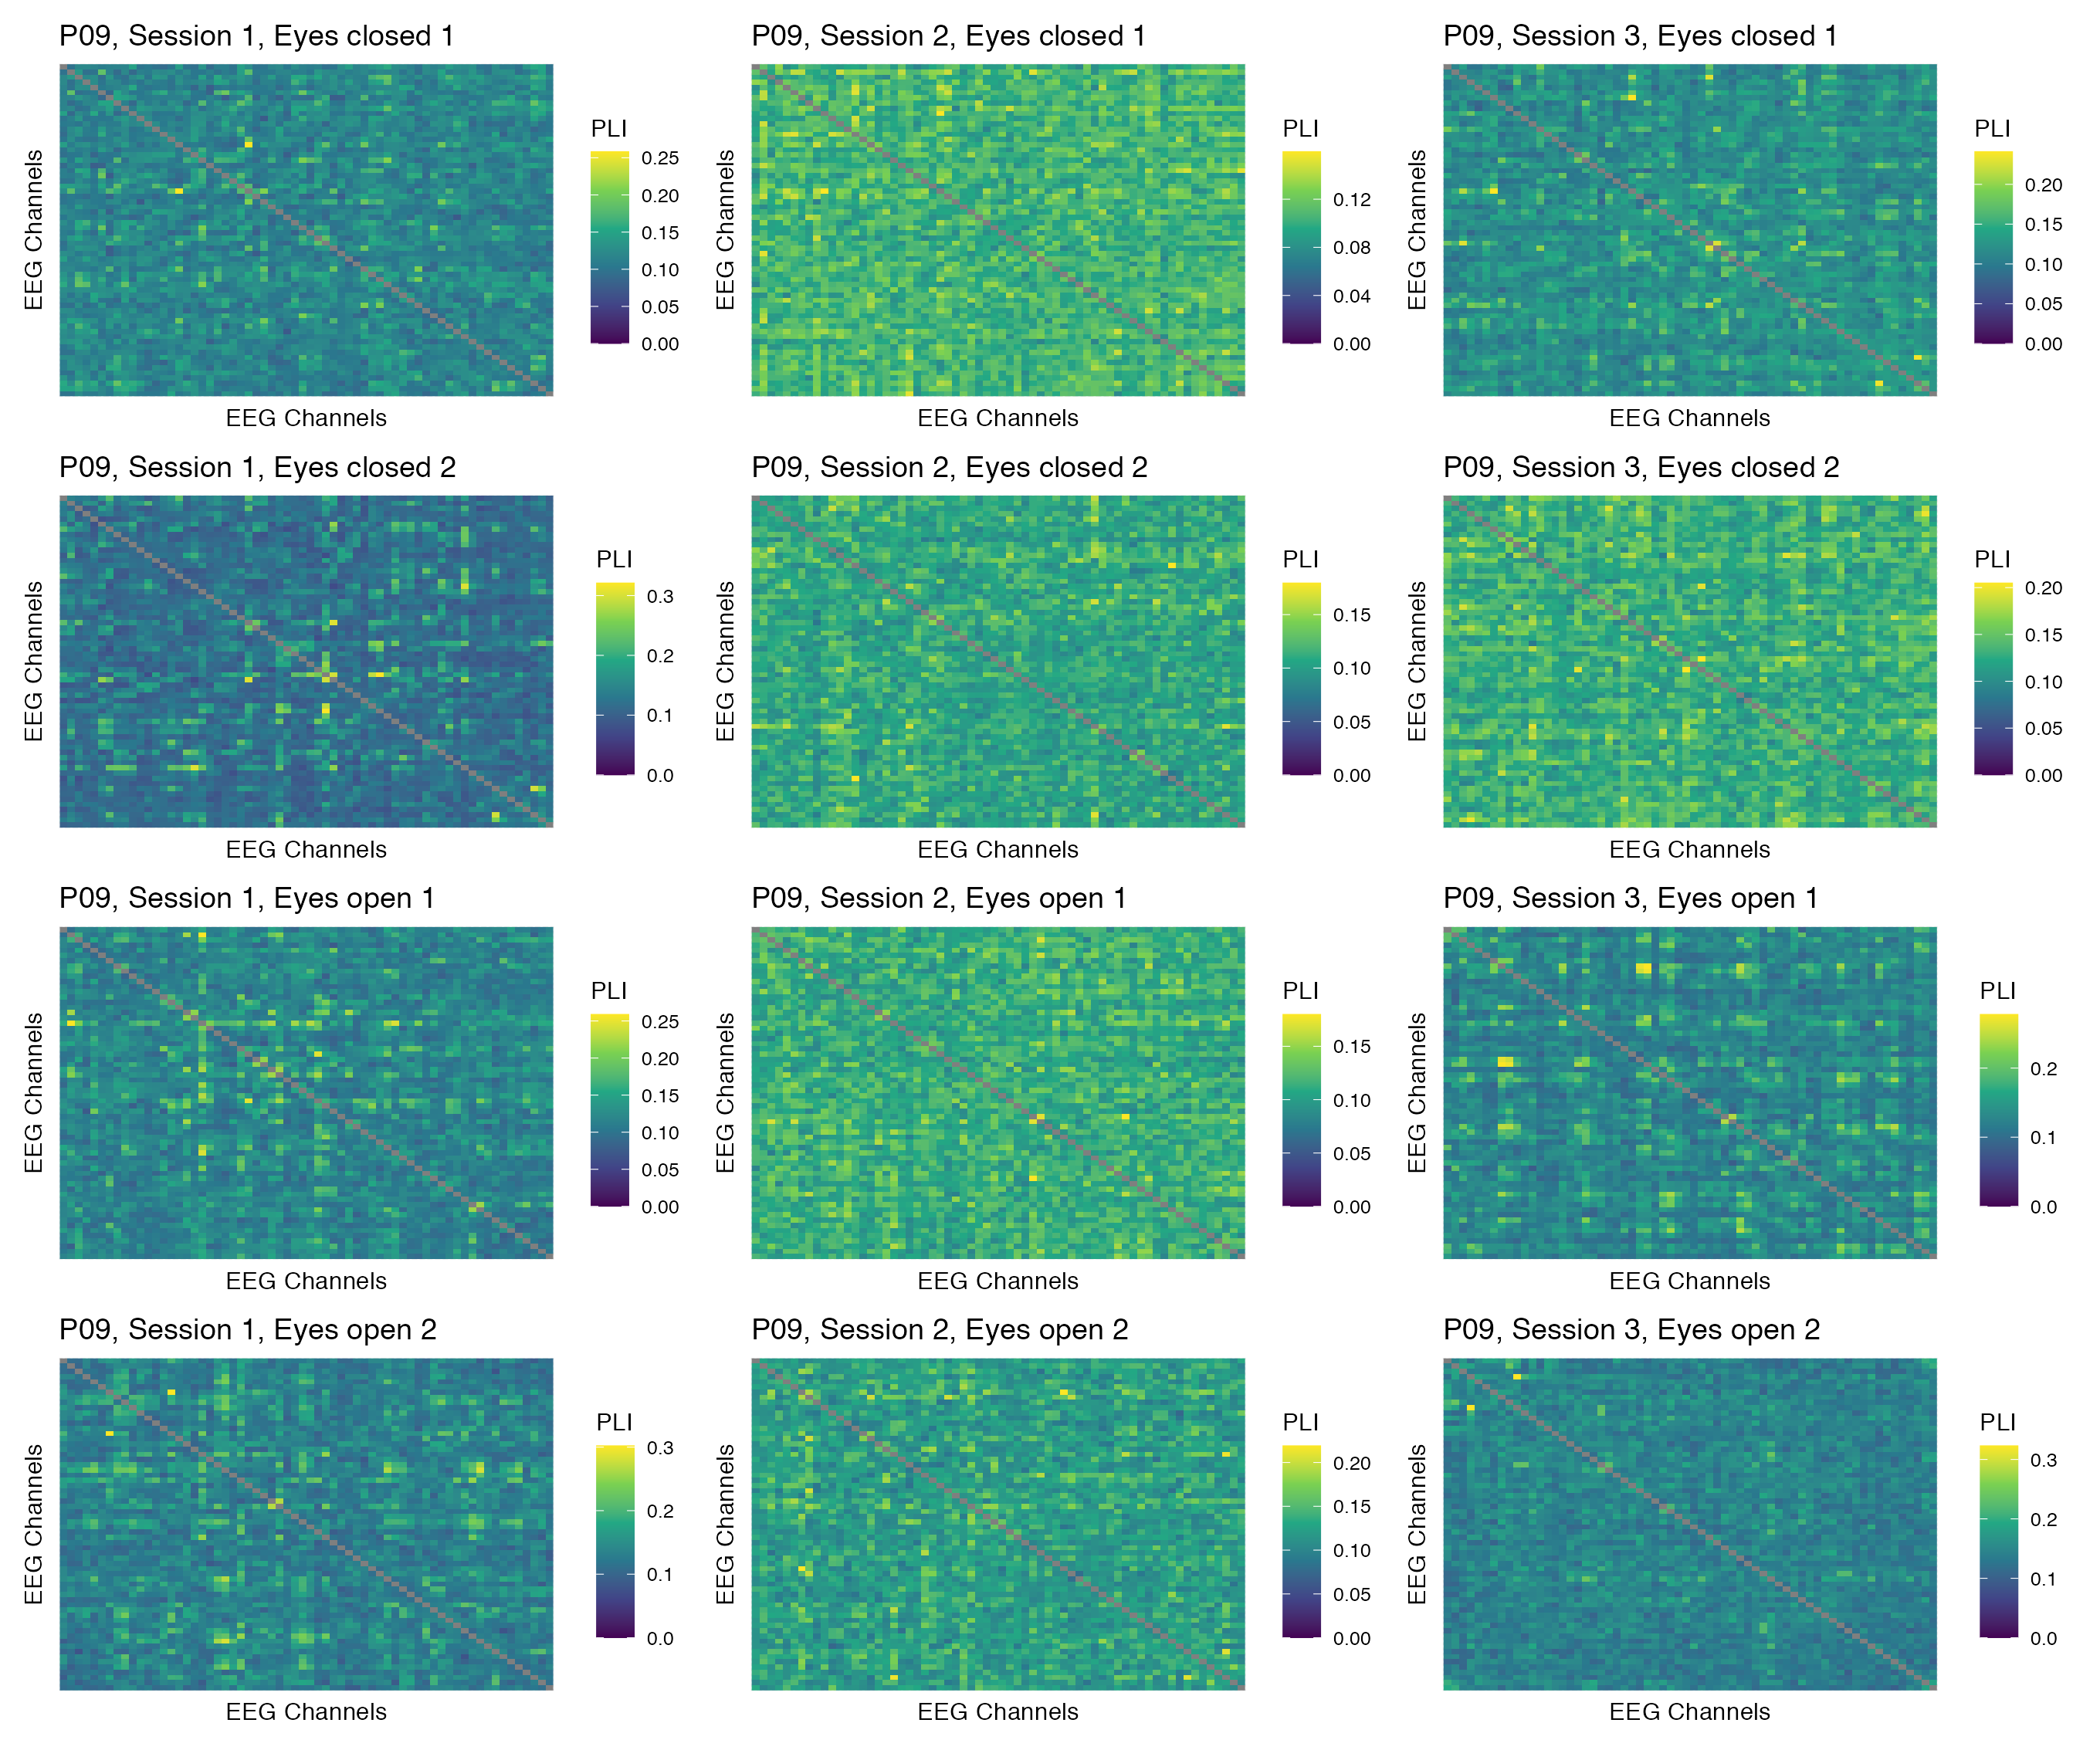 P09, Session 1, Eyes closed 1
EEG Channels
EEG Channels
PLI
0.25
0.20
0.15
0.10
0.05
0.00
P09, Session 2, Eyes closed 1
EEG Channels
EEG Channels
PLI
0.12
0.08
0.04
0.00
P09, Session 3, Eyes closed 1
EEG Channels
EEG Channels
PLI
0.20
0.15
0.10
0.05
0.00
P09, Session 1, Eyes closed 2
EEG Channels
EEG Channels
PLI
0.3
0.2
0.1
0.0
P09, Session 2, Eyes closed 2
EEG Channels
EEG Channels
PLI
0.15
0.10
0.05
0.00
P09, Session 3, Eyes closed 2
EEG Channels
EEG Channels
PLI
0.20
0.15
0.10
0.05
0.00
P09, Session 1, Eyes open 1
EEG Channels
EEG Channels
PLI
0.25
0.20
0.15
0.10
0.05
0.00
P09, Session 2, Eyes open 1
EEG Channels
EEG Channels
PLI
0.15
0.10
0.05
0.00
P09, Session 3, Eyes open 1
EEG Channels
EEG Channels
PLI
0.2
0.1
0.0
P09, Session 1, Eyes open 2
EEG Channels
EEG Channels
PLI
0.3
0.2
0.1
0.0
P09, Session 2, Eyes open 2
EEG Channels
EEG Channels
PLI
0.20
0.15
0.10
0.05
0.00
P09, Session 3, Eyes open 2
EEG Channels
EEG Channels
PLI
0.3
0.2
0.1
0.0